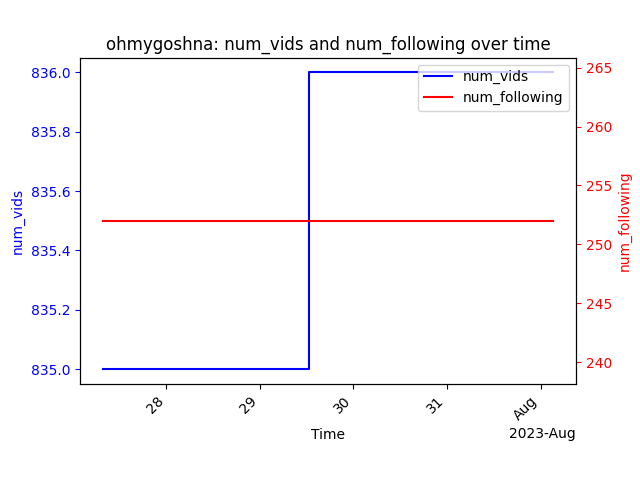 ohmygoshna: num_vids and num_following over time
836.0
835.8
835.6
835.4
835.2
835.0
num_vids
num_vids
num_following
265
260
255
250
245
240
num_following
28
29
30
31
Aug
Time
2023-Aug